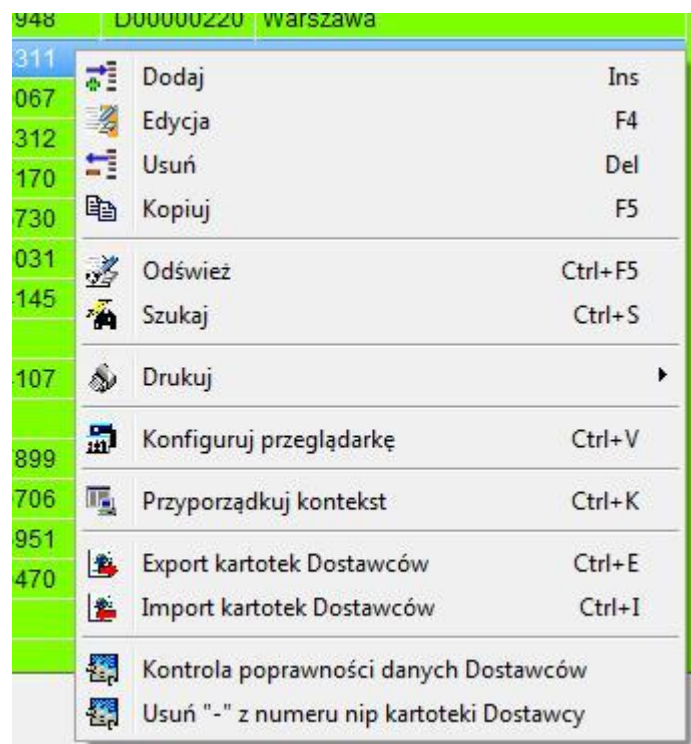 948 D00000220 Warszawa
311
067
312
170
730
031
145
107
899
706
951
470
Dodaj Ins
Edycja F4
Usuń Del
Kopiuj F5
Odśwież Ctrl+F5
Szukaj Ctrl+S
Drukuj
Konfiguruj przeglądarkę Ctrl+V
Przyporządkuj kontekst Ctrl+K
Export kartotek Dostawców Ctrl+E
Import kartotek Dostawców Ctrl+I
Kontrola poprawności danych Dostawców
Usuń "-" z numeru nip kartoteki Dostawcy